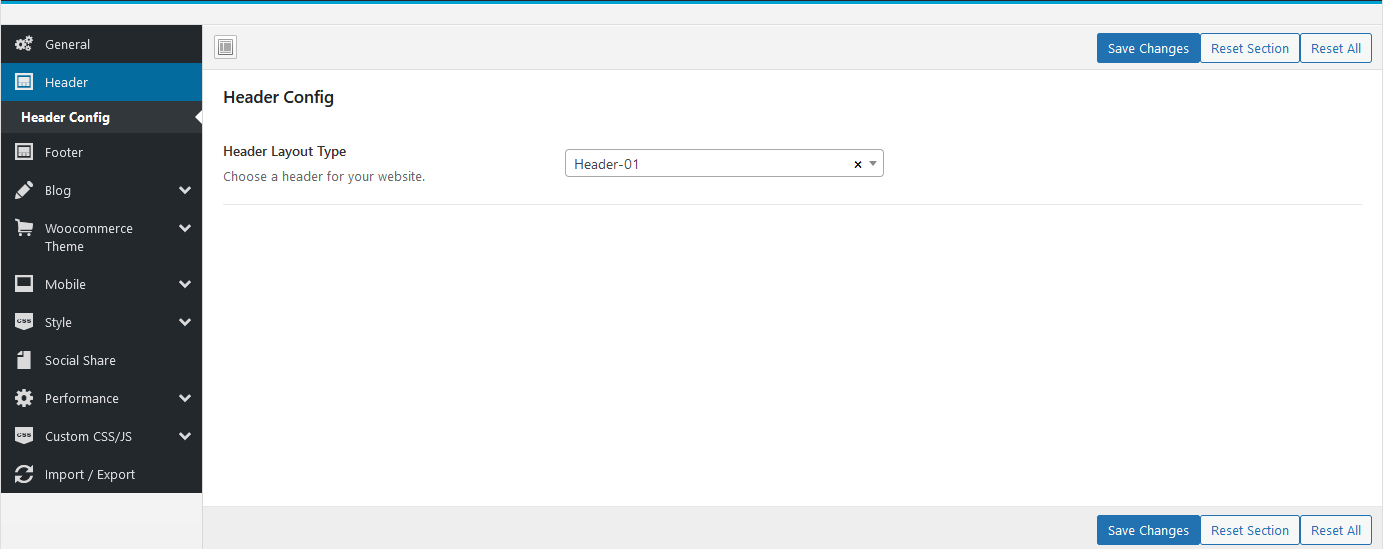 Save Changes Reset Section Reset All
General
Header
Header Config
Footer
Blog
Woocommerce
Theme
Mobile
css Style
Social Share
Performance
css Custom CSS/JS
Import / Export
Header Config
Header Layout Type
Choose a header for your website.
Header-01 ×
Save Changes Reset Section Reset All